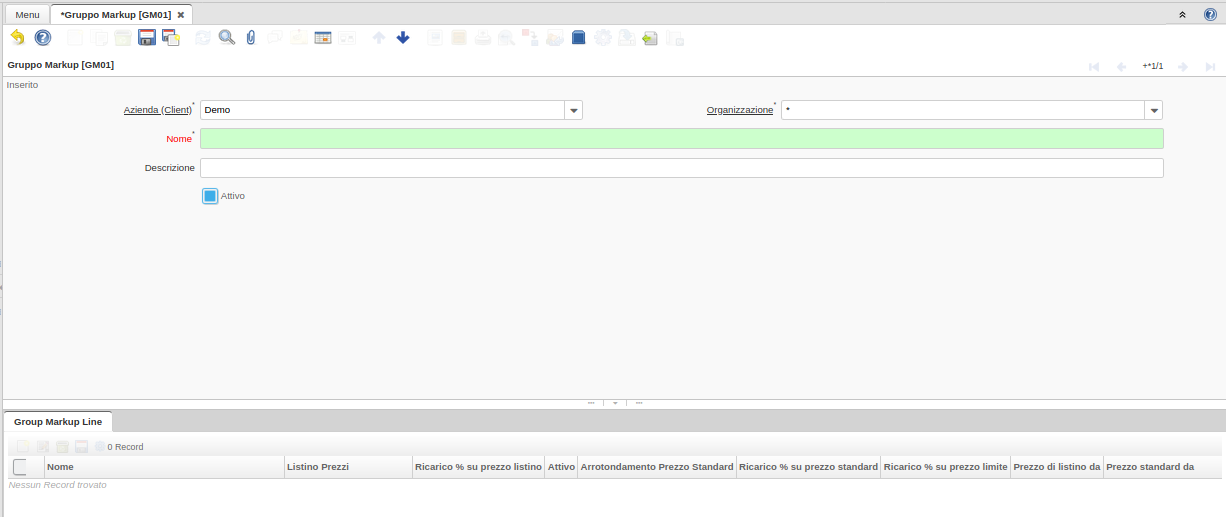 Menu *Gruppo Markup [GM01]
Gruppo Markup [GM01] +*1/1
Inserito
Azienda (Client)* Demo Organizzazione* *
Nome*
Descrizione
Attivo
Group Markup Line
0 Record
Nome Listino Prezzi Ricarico % su prezzo listino Attivo Arrotondamento Prezzo Standard Ricarico % su prezzo standard Ricarico % su prezzo limite Prezzo di listino da Prezzo standard da
Nessun Record trovato